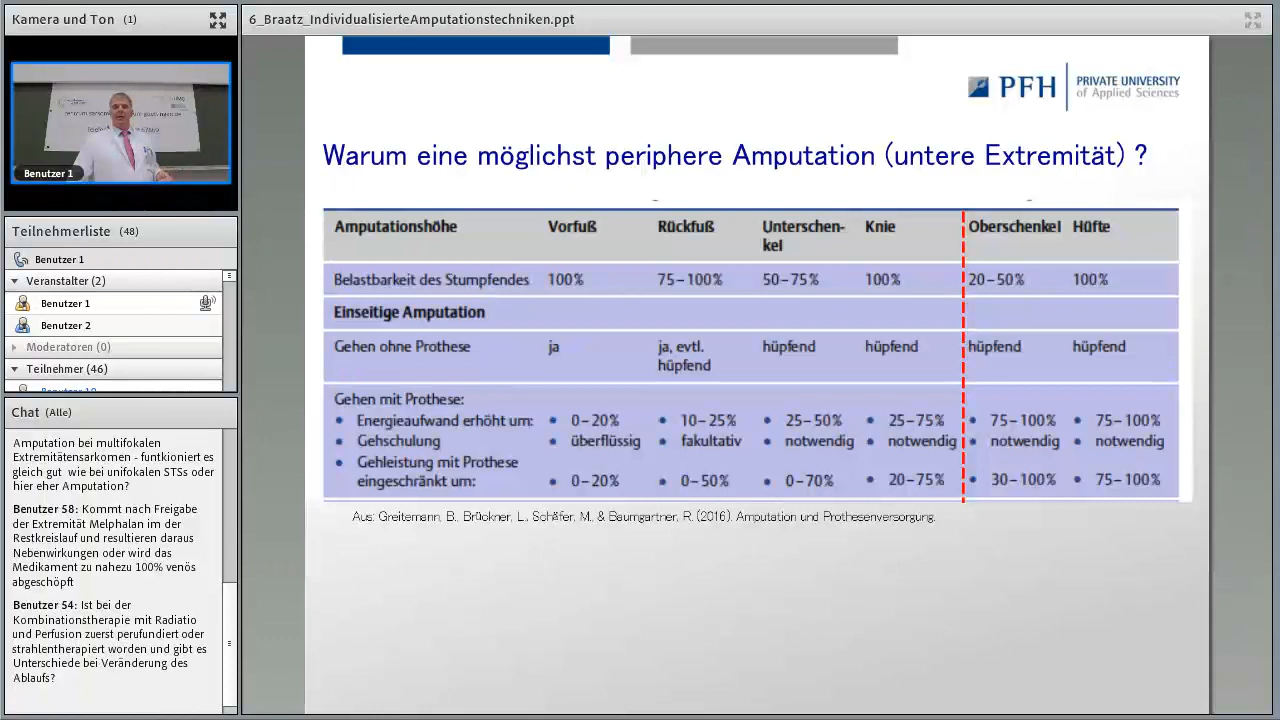 Kamera und Ton (1)
6_Braatz_IndividualisierteAmputationstechniken.ppt
Benutzer 1
Teilnehmerliste (48)
Benutzer 1
Veranstalter (2)
Benutzer 1
Benutzer 2
Moderatoren (0)
Teilnehmer (46)
Chat (Alle)
Amputation bei multifokalen
Extremitätensarkomen - funtkioniert es
gleich gut wie bei unifokalen STSs oder
hier eher Amputation?
Benutzer 58: Kommt nach Freigabe
der Extremität Melphalan im der
Restkreislauf und resultieren daraus
Nebenwirkungen oder wird das
Medikament zu nahezu 100% venös
abgeschöpft
Benutzer 54: Ist bei der
Kombinationstherapie mit Radiatio
und Perfusion zuerst perufundiert oder
strahlentherapiert worden und gibt es
Unterschiede bei Veränderung des
Ablaufs?
PFH PRIVATE UNIVERSITY
of Applied Sciences
Warum eine möglichst periphere Amputation (untere Extremität) ?
Amputationshöhe Vorfuß Rückfuß Unterschen- Knie Oberschenkel Hüfte
kel
Belastbarkeit des Stumpfendes 100% 75–100% 50–75% 100% 20–50% 100%
Einseitige Amputation
Gehen ohne Prothese ja ja, evtl. hüpfend hüpfend hüpfend hüpfend
hüpfend
Gehen mit Prothese:
• Energieaufwand erhöht um: • 0–20% • 10–25% • 25–50% • 25–75% • 75–100% • 75–100%
• Gehschulung • überflüssig • fakultativ • notwendig • notwendig • notwendig • notwendig
• Gehleistung mit Prothese
eingeschränkt um: • 0–20% • 0–50% • 0–70% • 20–75% • 30–100% • 75–100%
Aus: Greitemann, B., Brückner, L., Schäfer, M., & Baumgartner, R. (2016). Amputation und Prothesenversorgung.